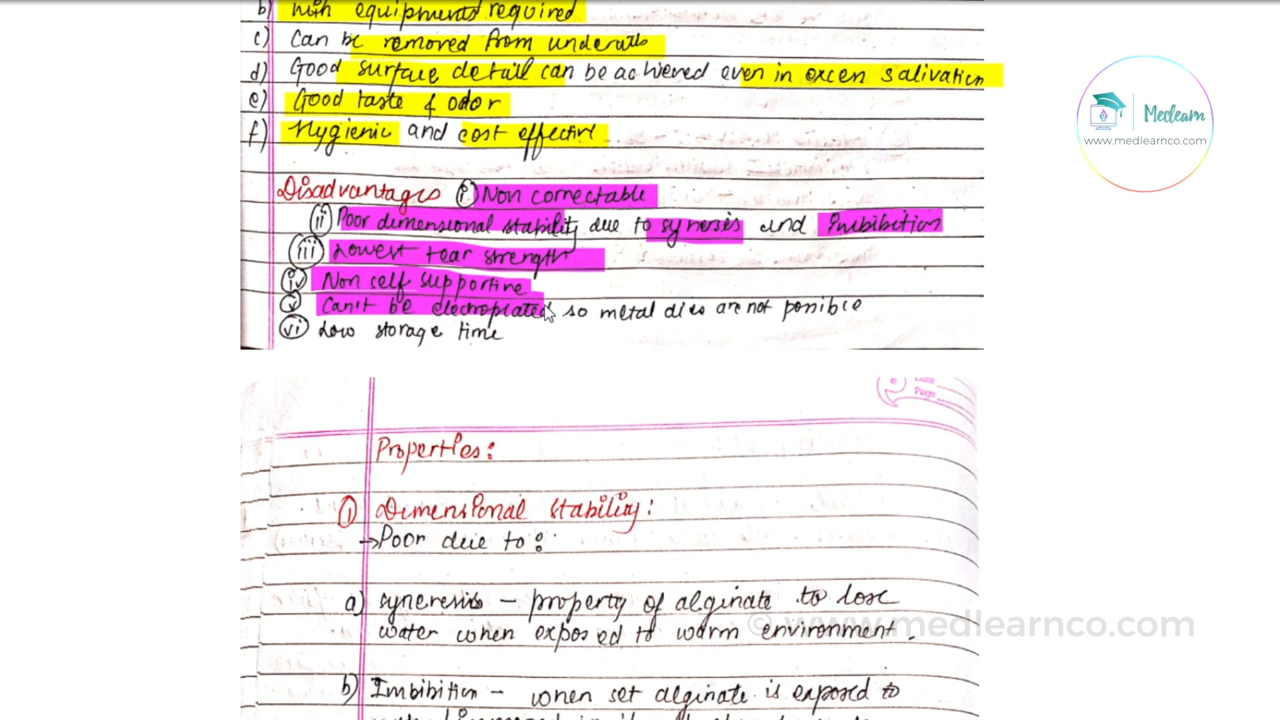 b) equipments required
c) Can be removed from undercuts
d) Good surface detail can be achieved even in excess salivation
e) Good taste & odor
f) Hygienic and cost effective
Disadvantages i) Non correctable
ii) Poor dimensional stability due to syneresis and Imbibition
iii) Lowest tear strength
iv) Non self supportive
v) Can't be electroplated so metal dies are not possible
vi) Low storage time
Medlearn
www.medlearnco.com
Page
Properties:
1) Dimensional stability:
→ Poor due to:
a) syneresis – property of alginate to lose
water when exposed to warm environment.
© www.medlearnco.com
b) Imbibition – when set alginate is exposed to